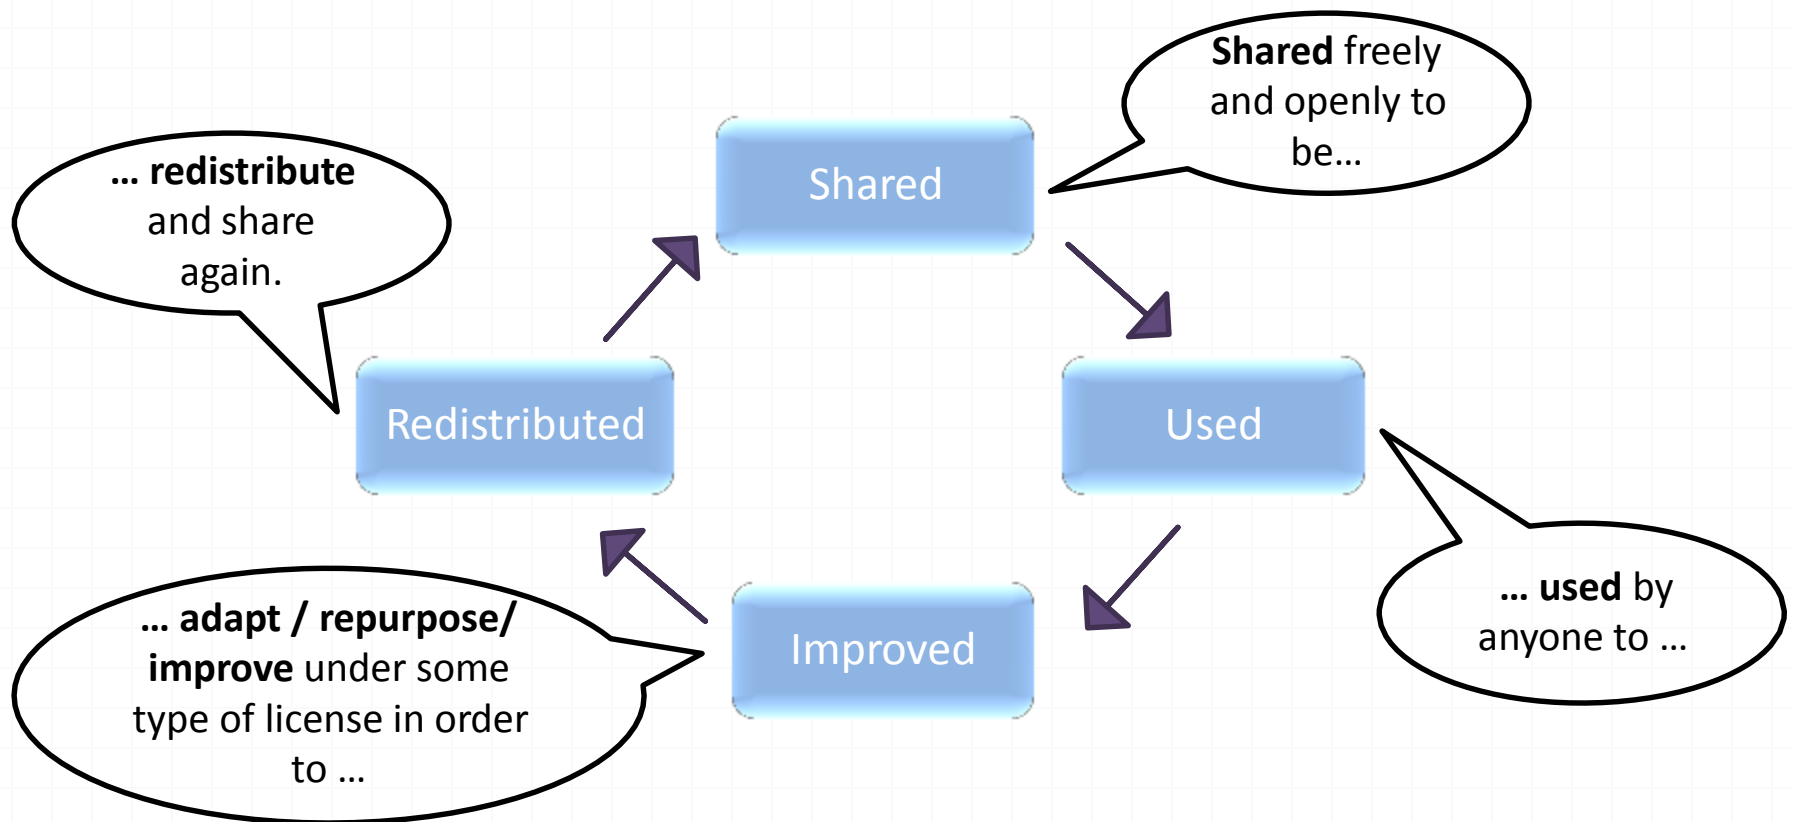 Shared freely
and openly to
be…
Shared
… redistribute
and share
again.
Redistributed
Used
… used by
anyone to …
Improved
… adapt / repurpose/
improve under some
type of license in order
to …